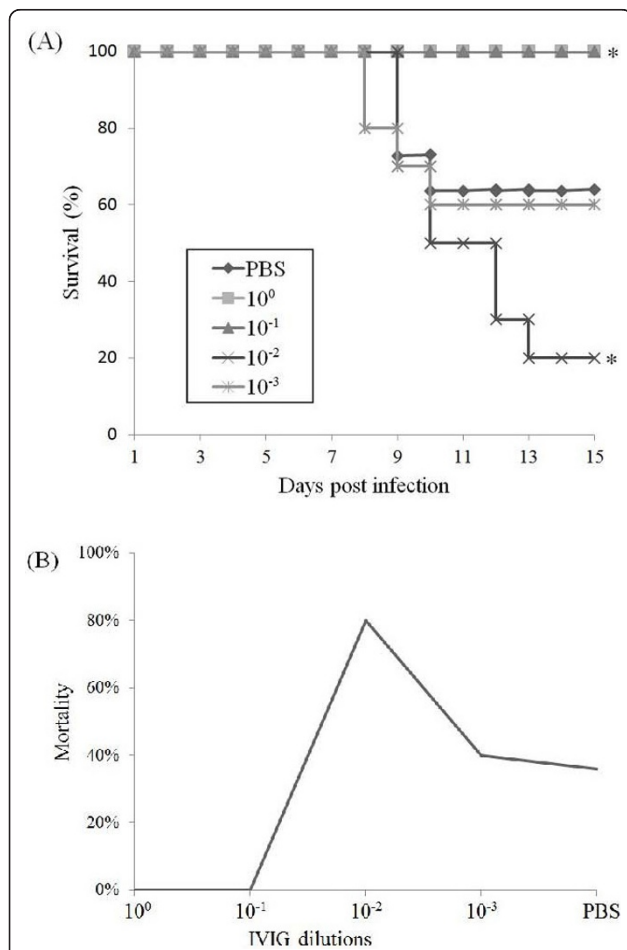 (A)
100
80
60
40
20
0
Survival (%)
PBS
10⁰
10⁻¹
10⁻²
10⁻³
*
*
1 3 5 7 9 11 13 15
Days post infection
(B)
100%
80%
60%
40%
20%
0%
Mortality
10⁰ 10⁻¹ 10⁻² 10⁻³ PBS
IVIG dilutions